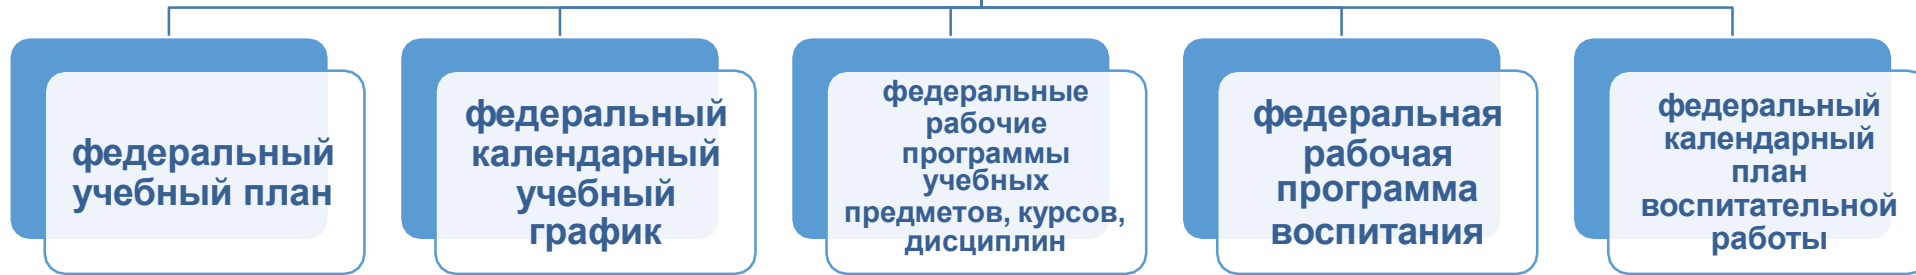 федеральный
учебный план
федеральный
календарный
учебный
график
федеральные
рабочие
программы
учебных
предметов, курсов,
дисциплин
федеральная
рабочая
программа
воспитания
федеральный
календарный
план
воспитательной
работы